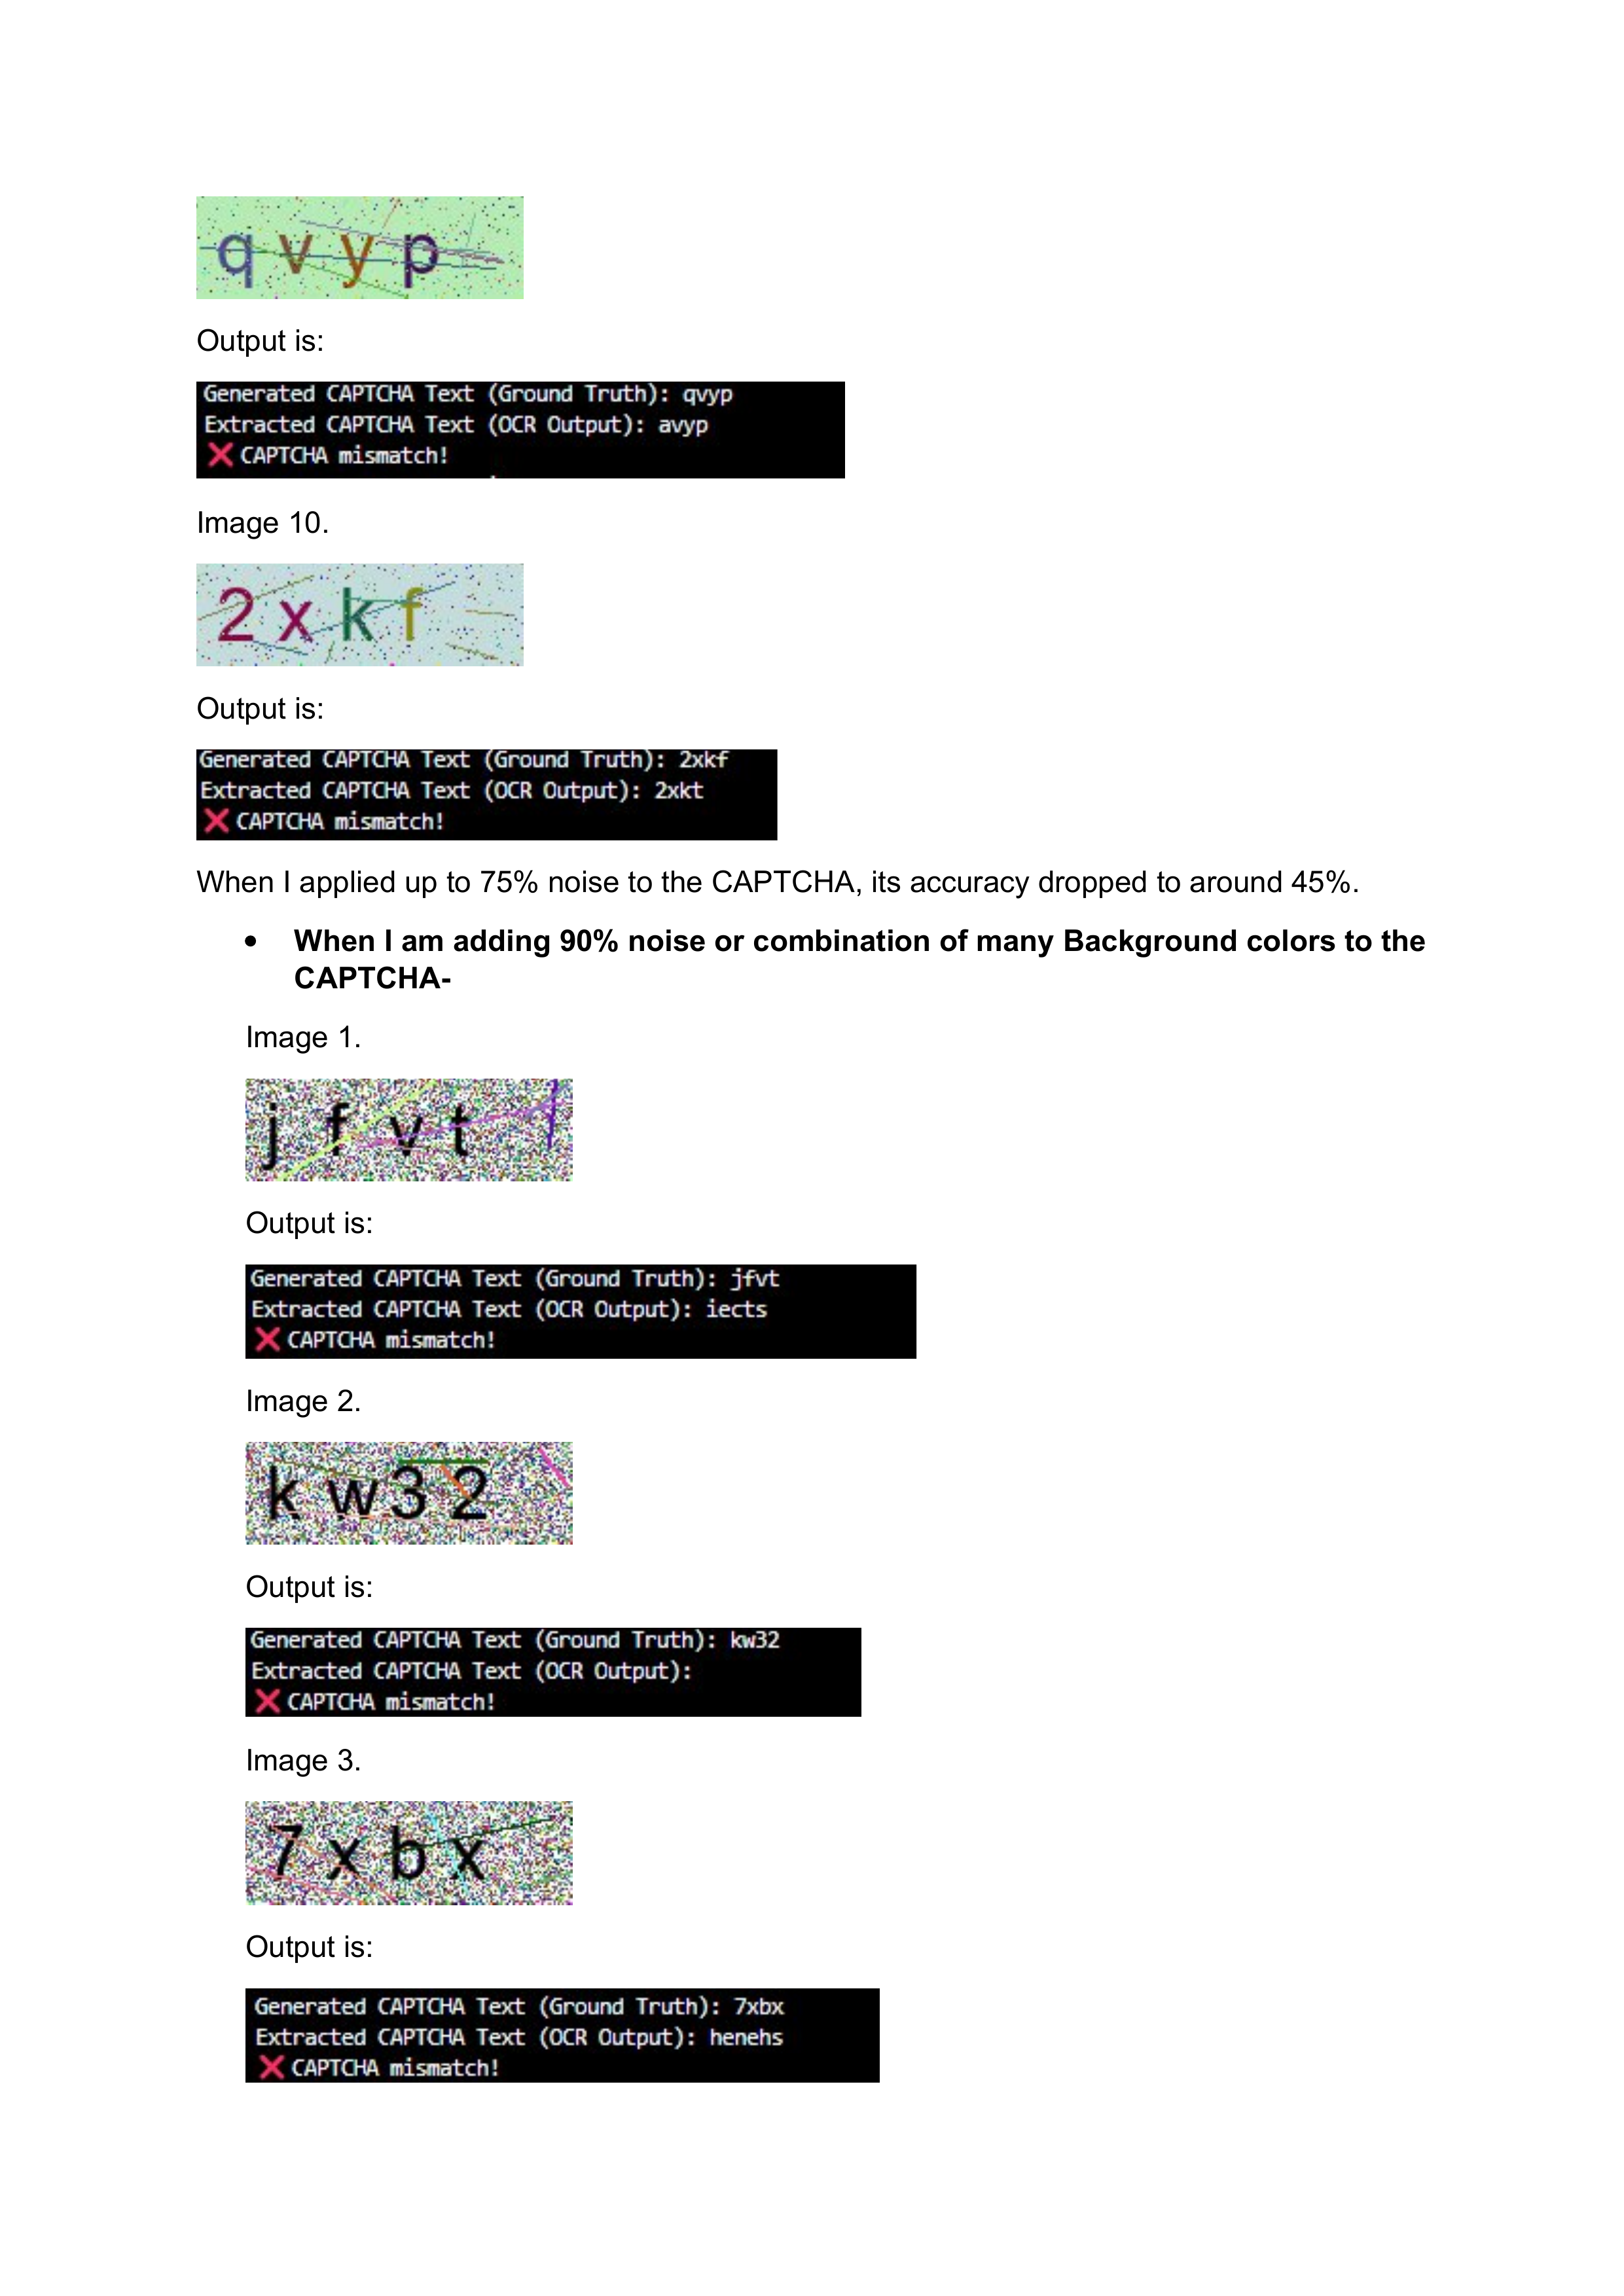 qvyp
Output is:
Generated CAPTCHA Text (Ground Truth): qvyp
Extracted CAPTCHA Text (OCR Output): avyp
❌ CAPTCHA mismatch!
Image 10.
2xkf
Output is:
Generated CAPTCHA Text (Ground Truth): 2xkf
Extracted CAPTCHA Text (OCR Output): 2xkt
❌ CAPTCHA mismatch!
When I applied up to 75% noise to the CAPTCHA, its accuracy dropped to around 45%.
• When I am adding 90% noise or combination of many Background colors to the
CAPTCHA-
Image 1.
jfvt
Output is:
Generated CAPTCHA Text (Ground Truth): jfvt
Extracted CAPTCHA Text (OCR Output): iects
❌ CAPTCHA mismatch!
Image 2.
kw32
Output is:
Generated CAPTCHA Text (Ground Truth): kw32
Extracted CAPTCHA Text (OCR Output):
❌ CAPTCHA mismatch!
Image 3.
7xbx
Output is:
Generated CAPTCHA Text (Ground Truth): 7xbx
Extracted CAPTCHA Text (OCR Output): henehs
❌ CAPTCHA mismatch!